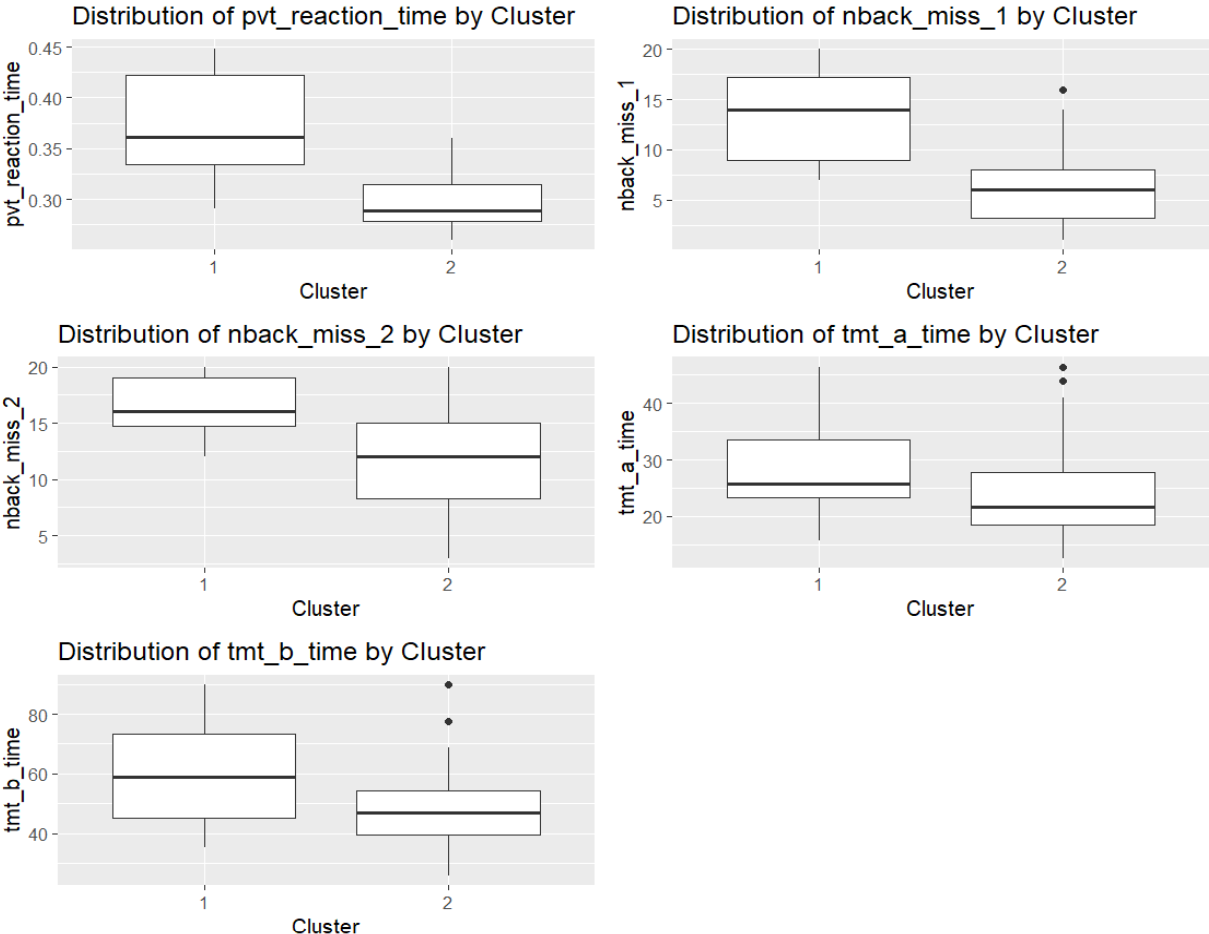 Distribution of pvt_reaction_time by Cluster
pvt_reaction_time
0.45
0.40
0.35
0.30
1
2
Cluster
Distribution of nback_miss_1 by Cluster
nback_miss_1
20
15
10
5
1
2
Cluster
Distribution of nback_miss_2 by Cluster
nback_miss_2
20
15
10
5
1
2
Cluster
Distribution of tmt_a_time by Cluster
tmt_a_time
40
30
20
1
2
Cluster
Distribution of tmt_b_time by Cluster
tmt_b_time
80
60
40
1
2
Cluster